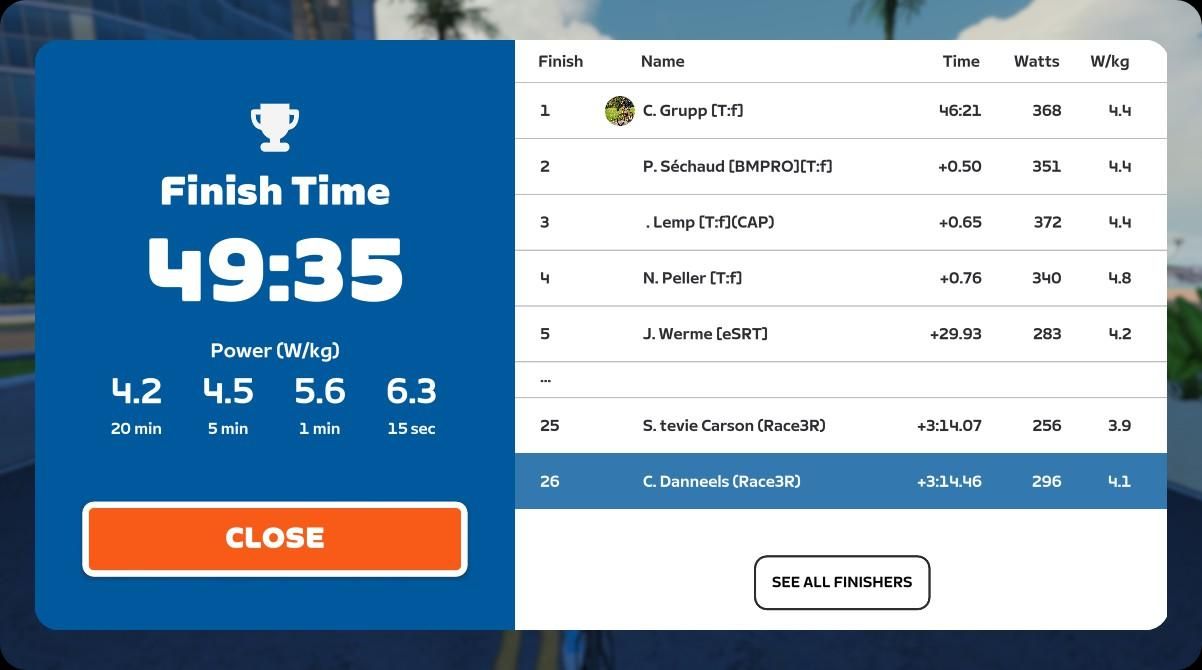 Finish Time
49:35
Power (W/kg)
4.2 4.5 5.6 6.3
20 min 5 min 1 min 15 sec
CLOSE
Finish Name Time Watts W/kg
1 C. Grupp [T:f] 46:21 368 4.4
2 P. Séchaud [BMPRO][T:f] +0.50 351 4.4
3 . Lemp [T:f](CAP) +0.65 372 4.4
4 N. Peller [T:f] +0.76 340 4.8
5 J. Werme [eSRT] +29.93 283 4.2
...
25 S. tevie Carson (Race3R) +3:14.07 256 3.9
26 C. Danneels (Race3R) +3:14.46 296 4.1
SEE ALL FINISHERS